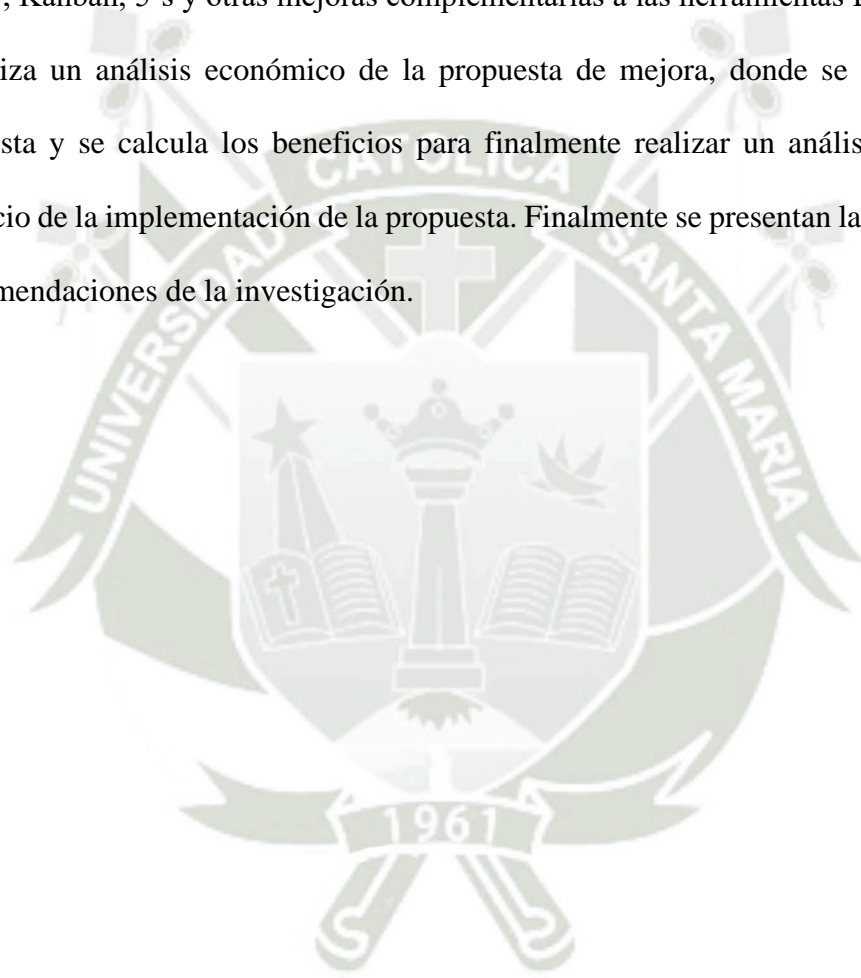 , Kanban, 5´s y otras mejoras complementarias a las herramientas
iza un análisis económico de la propuesta de mejora, donde se
sta y se calcula los beneficios para finalmente realizar un anális
cio de la implementación de la propuesta. Finalmente se presentan la
mendaciones de la investigación.
UNIVERSIDAD CATOLICA SANTA MARIA
1961